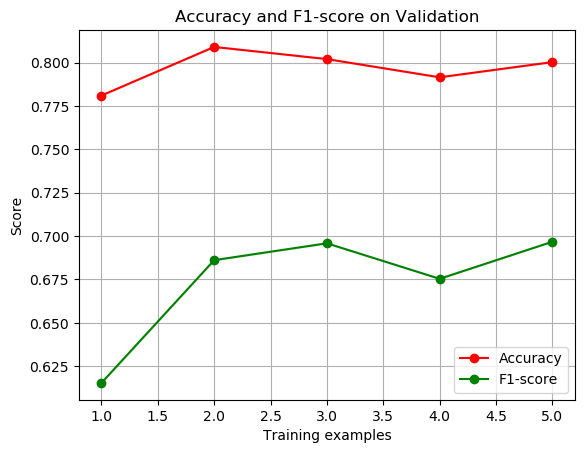 Accuracy and F1-score on Validation
0.800
0.775
0.750
0.725
0.700
0.675
0.650
0.625
Score
1.0 1.5 2.0 2.5 3.0 3.5 4.0 4.5 5.0
Training examples
Accuracy
F1-score